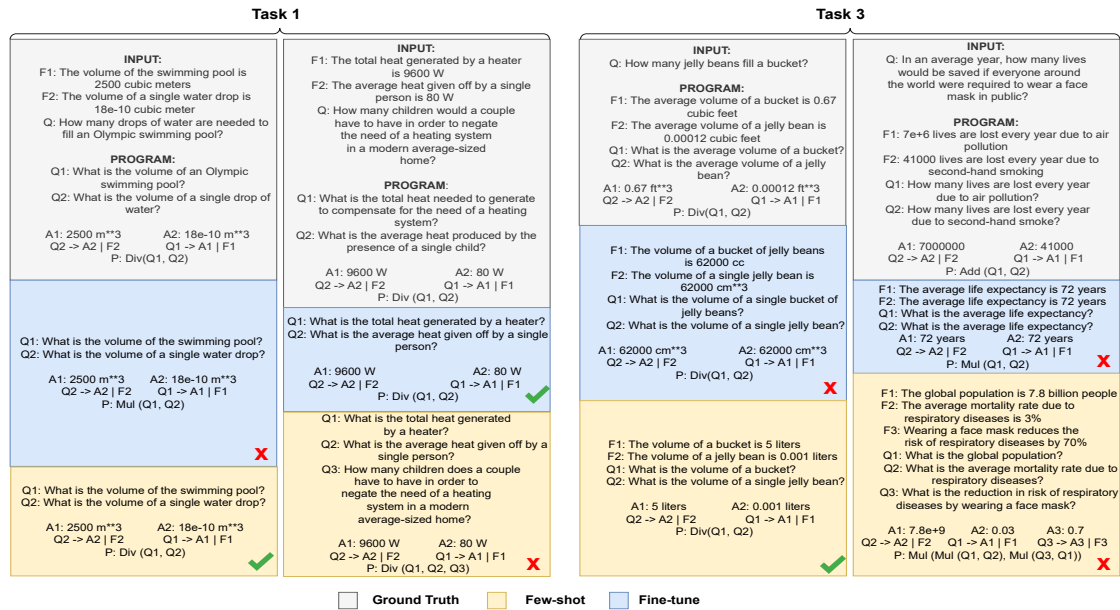 Task 1
INPUT:
F1: The volume of the swimming pool is
2500 cubic meters
F2: The volume of a single water drop is
18e-10 cubic meter
Q: How many drops of water are needed to
fill an Olympic swimming pool?
PROGRAM:
Q1: What is the volume of an Olympic
swimming pool?
Q2: What is the volume of a single drop of
water?
A1: 2500 m**3 A2: 18e-10 m**3
Q2 -> A2 | F2 Q1 -> A1 | F1
P: Div(Q1, Q2)
Q1: What is the volume of the swimming pool?
Q2: What is the volume of a single water drop?
A1: 2500 m**3 A2: 18e-10 m**3
Q2 -> A2 | F2 Q1 -> A1 | F1
P: Mul (Q1, Q2)
X
Q1: What is the volume of the swimming pool?
Q2: What is the volume of a single water drop?
A1: 2500 m**3 A2: 18e-10 m**3
Q2 -> A2 | F2 Q1 -> A1 | F1
P: Div (Q1, Q2)
INPUT:
F1: The total heat generated by a heater
is 9600 W
F2: The average heat given off by a single
person is 80 W
Q: How many children would a couple
have to have in order to negate
the need of a heating system
in a modern average-sized
home?
PROGRAM:
Q1: What is the total heat needed to generate
to compensate for the need of a heating
system?
Q2: What is the average heat produced by the
presence of a single child?
A1: 9600 W A2: 80 W
Q2 -> A2 | F2 Q1 -> A1 | F1
P: Div (Q1, Q2)
Q1: What is the total heat generated by a heater?
Q2: What is the average heat given off by a single
person?
A1: 9600 W A2: 80 W
Q2 -> A2 | F2 Q1 -> A1 | F1
P: Div (Q1, Q2)
Q1: What is the total heat generated
by a heater?
Q2: What is the average heat given off by a
single person?
Q3: How many children does a couple
have to have in order to
negate the need of a heating
system in a modern
average-sized home?
A1: 9600 W A2: 80 W
Q2 -> A2 | F2 Q1 -> A1 | F1
P: Div (Q1, Q2, Q3)
X
Task 3
INPUT:
Q: How many jelly beans fill a bucket?
PROGRAM:
F1: The average volume of a bucket is 0.67
cubic feet
F2: The average volume of a jelly bean is
0.00012 cubic feet
Q1: What is the average volume of a bucket?
Q2: What is the average volume of a jelly
bean?
A1: 0.67 ft**3 A2: 0.00012 ft**3
Q2 -> A2 | F2 Q1 -> A1 | F1
P: Div(Q1, Q2)
F1: The volume of a bucket of jelly beans
is 62000 cc
F2: The volume of a single jelly bean is
62000 cm**3
Q1: What is the volume of a single bucket of
jelly beans?
Q2: What is the volume of a single jelly bean?
A1: 62000 cm**3 A2: 62000 cm**3
Q2 -> A2 | F2 Q1 -> A1 | F1
P: Div(Q1, Q2)
X
F1: The volume of a bucket is 5 liters
F2: The volume of a jelly bean is 0.001 liters
Q1: What is the volume of a bucket?
Q2: What is the volume of a single jelly bean?
A1: 5 liters A2: 0.001 liters
Q2 -> A2 | F2 Q1 -> A1 | F1
P: Div(Q1, Q2)
INPUT:
Q: In an average year, how many lives
would be saved if everyone around
the world were required to wear a face
mask in public?
PROGRAM:
F1: 7e+6 lives are lost every year due to air
pollution
F2: 41000 lives are lost every year due to
second-hand smoking
Q1: How many lives are lost every year
due to air pollution?
Q2: How many lives are lost every year
due to second-hand smoke?
A1: 7000000 A2: 41000
Q2 -> A2 | F2 Q1 -> A1 | F1
P: Add (Q1, Q2)
F1: The average life expectancy is 72 years
F2: The average life expectancy is 72 years
Q1: What is the average life expectancy?
Q2: What is the average life expectancy?
A1: 72 years A2: 72 years
Q2 -> A2 | F2 Q1 -> A1 | F1
P: Mul (Q1, Q2)
X
F1: The global population is 7.8 billion people
F2: The average mortality rate due to
respiratory diseases is 3%
F3: Wearing a face mask reduces the
risk of respiratory diseases by 70%
Q1: What is the global population?
Q2: What is the average mortality rate due to
respiratory diseases?
Q3: What is the reduction in risk of respiratory
diseases by wearing a face mask?
A1: 7.8e+9 A2: 0.03 A3: 0.7
Q2 -> A2 | F2 Q1 -> A1 | F1 Q3 -> A3 | F3
P: Mul (Mul (Q1, Q2), Mul (Q3, Q1))
X
Ground Truth
Few-shot
Fine-tune